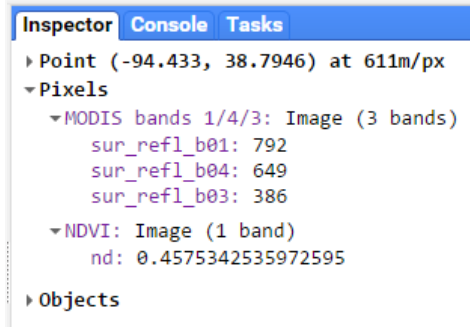 Inspector Console Tasks
Point (-94.433, 38.7946) at 611m/px
Pixels
MODIS bands 1/4/3: Image (3 bands)
sur_refl_b01: 792
sur_refl_b04: 649
sur_refl_b03: 386
NDVI: Image (1 band)
nd: 0.4575342535972595
Objects